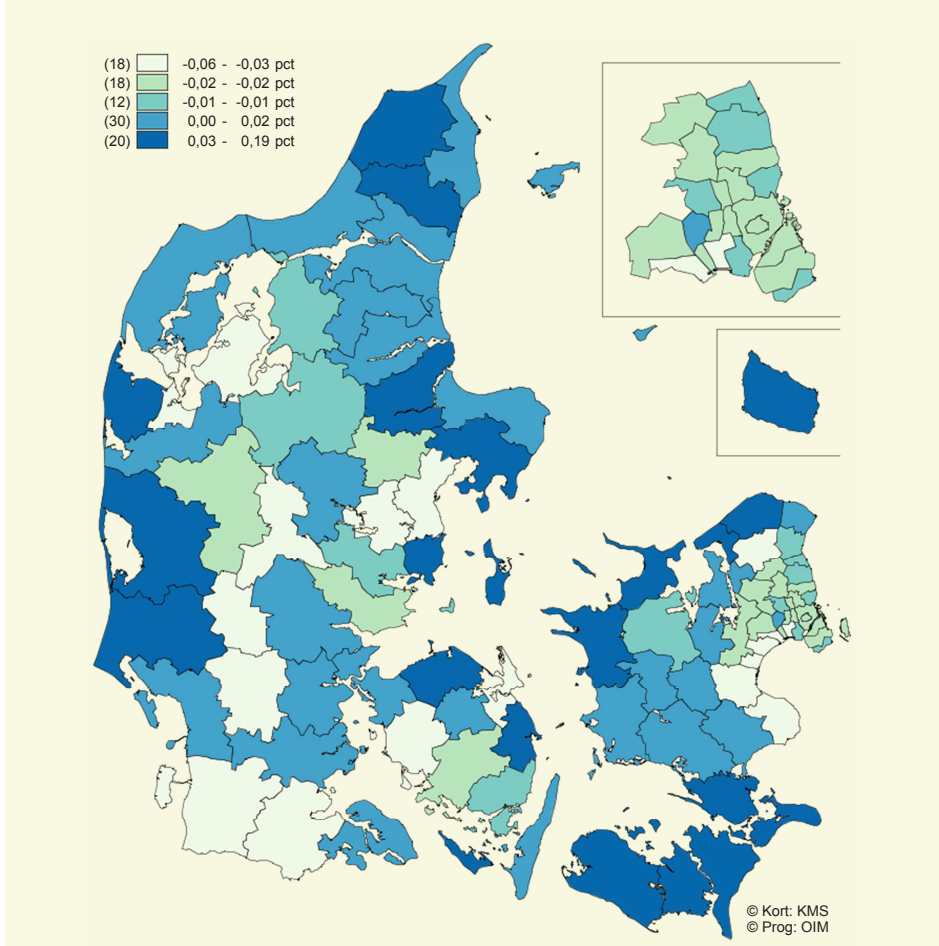 (18) -0,06 - -0,03 pct
(18) -0,02 - -0,02 pct
(12) -0,01 - -0,01 pct
(30) 0,00 - 0,02 pct
(20) 0,03 - 0,19 pct
© Kort: KMS
© Prog: OIM